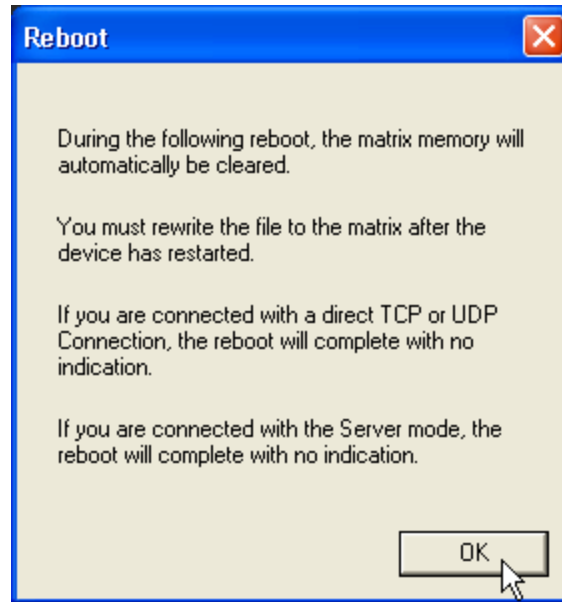 Reboot
During the following reboot, the matrix memory will
automatically be cleared.
You must rewrite the file to the matrix after the
device has restarted.
If you are connected with a direct TCP or UDP
Connection, the reboot will complete with no
indication.
If you are connected with the Server mode, the
reboot will complete with no indication.
OK